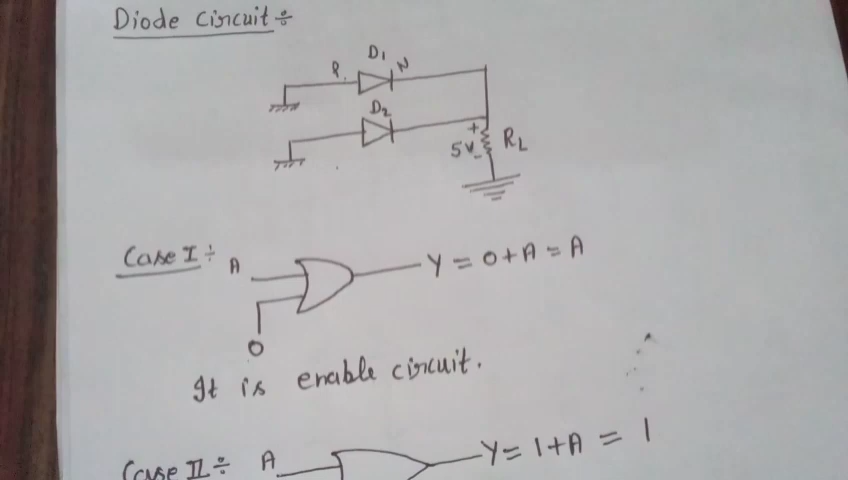 Diode Circuit ÷
D1
P
N
D2
+
5V
-
RL
Case I ÷ A
Y = 0+A = A
0
It is enable circuit.
Case II ÷ A
Y= 1+A = 1